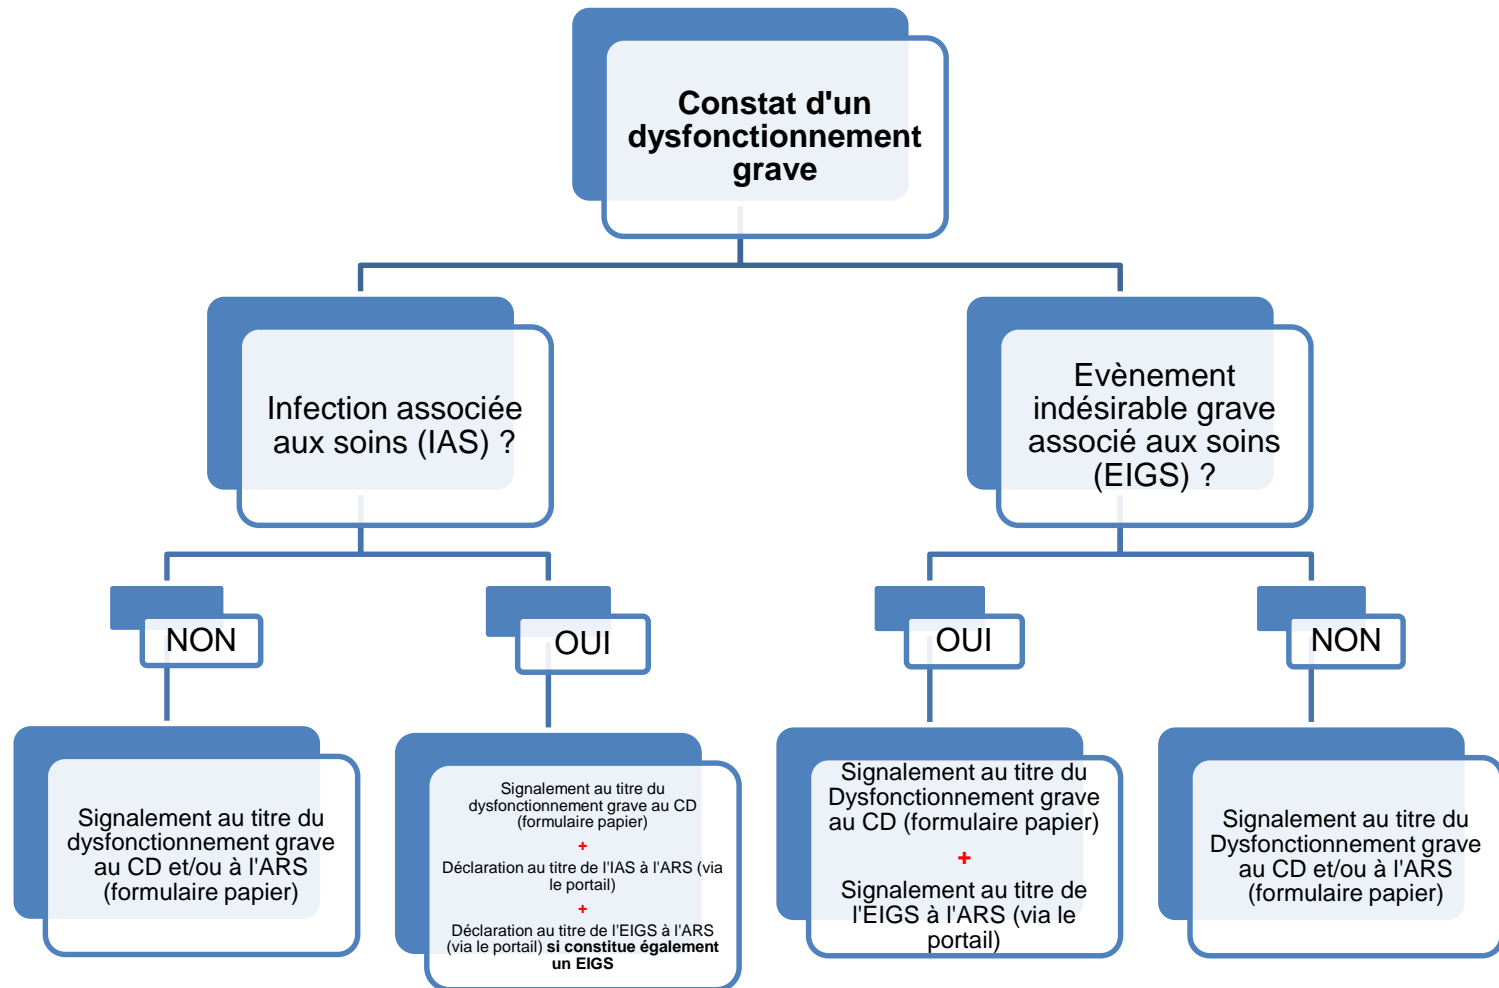 Constat d'un
dysfonctionnement
grave
Infection associée
aux soins (IAS) ?
Evènement
indésirable grave
associé aux soins
(EIGS) ?
NON
OUI
OUI
NON
Signalement au titre du
dysfonctionnement grave
au CD et/ou à l'ARS
(formulaire papier)
Signalement au titre du
dysfonctionnement grave au CD
(formulaire papier)
+
Déclaration au titre de l'IAS à l'ARS (via
le portail)
+
Déclaration au titre de l'EIGS à l'ARS
(via le portail) si constitue également
un EIGS
Signalement au titre du
Dysfonctionnement grave
au CD (formulaire papier)
+
Signalement au titre de
l'EIGS à l'ARS (via le
portail)
Signalement au titre du
Dysfonctionnement grave
au CD et/ou à l'ARS
(formulaire papier)